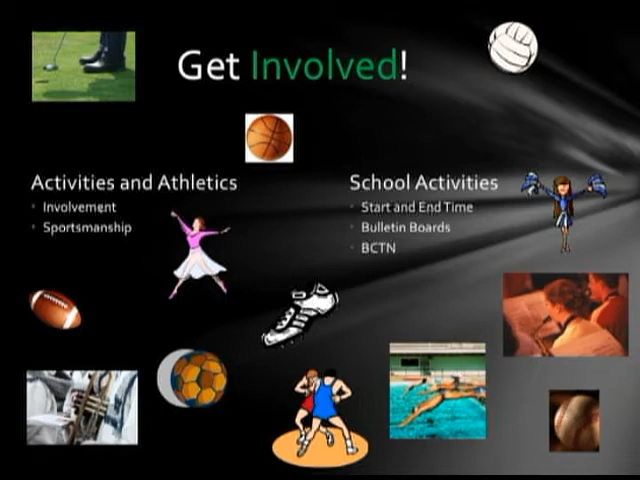 Get Involved!
Activities and Athletics
Involvement
Sportsmanship
School Activities
Start and End Time
Bulletin Boards
BCTN